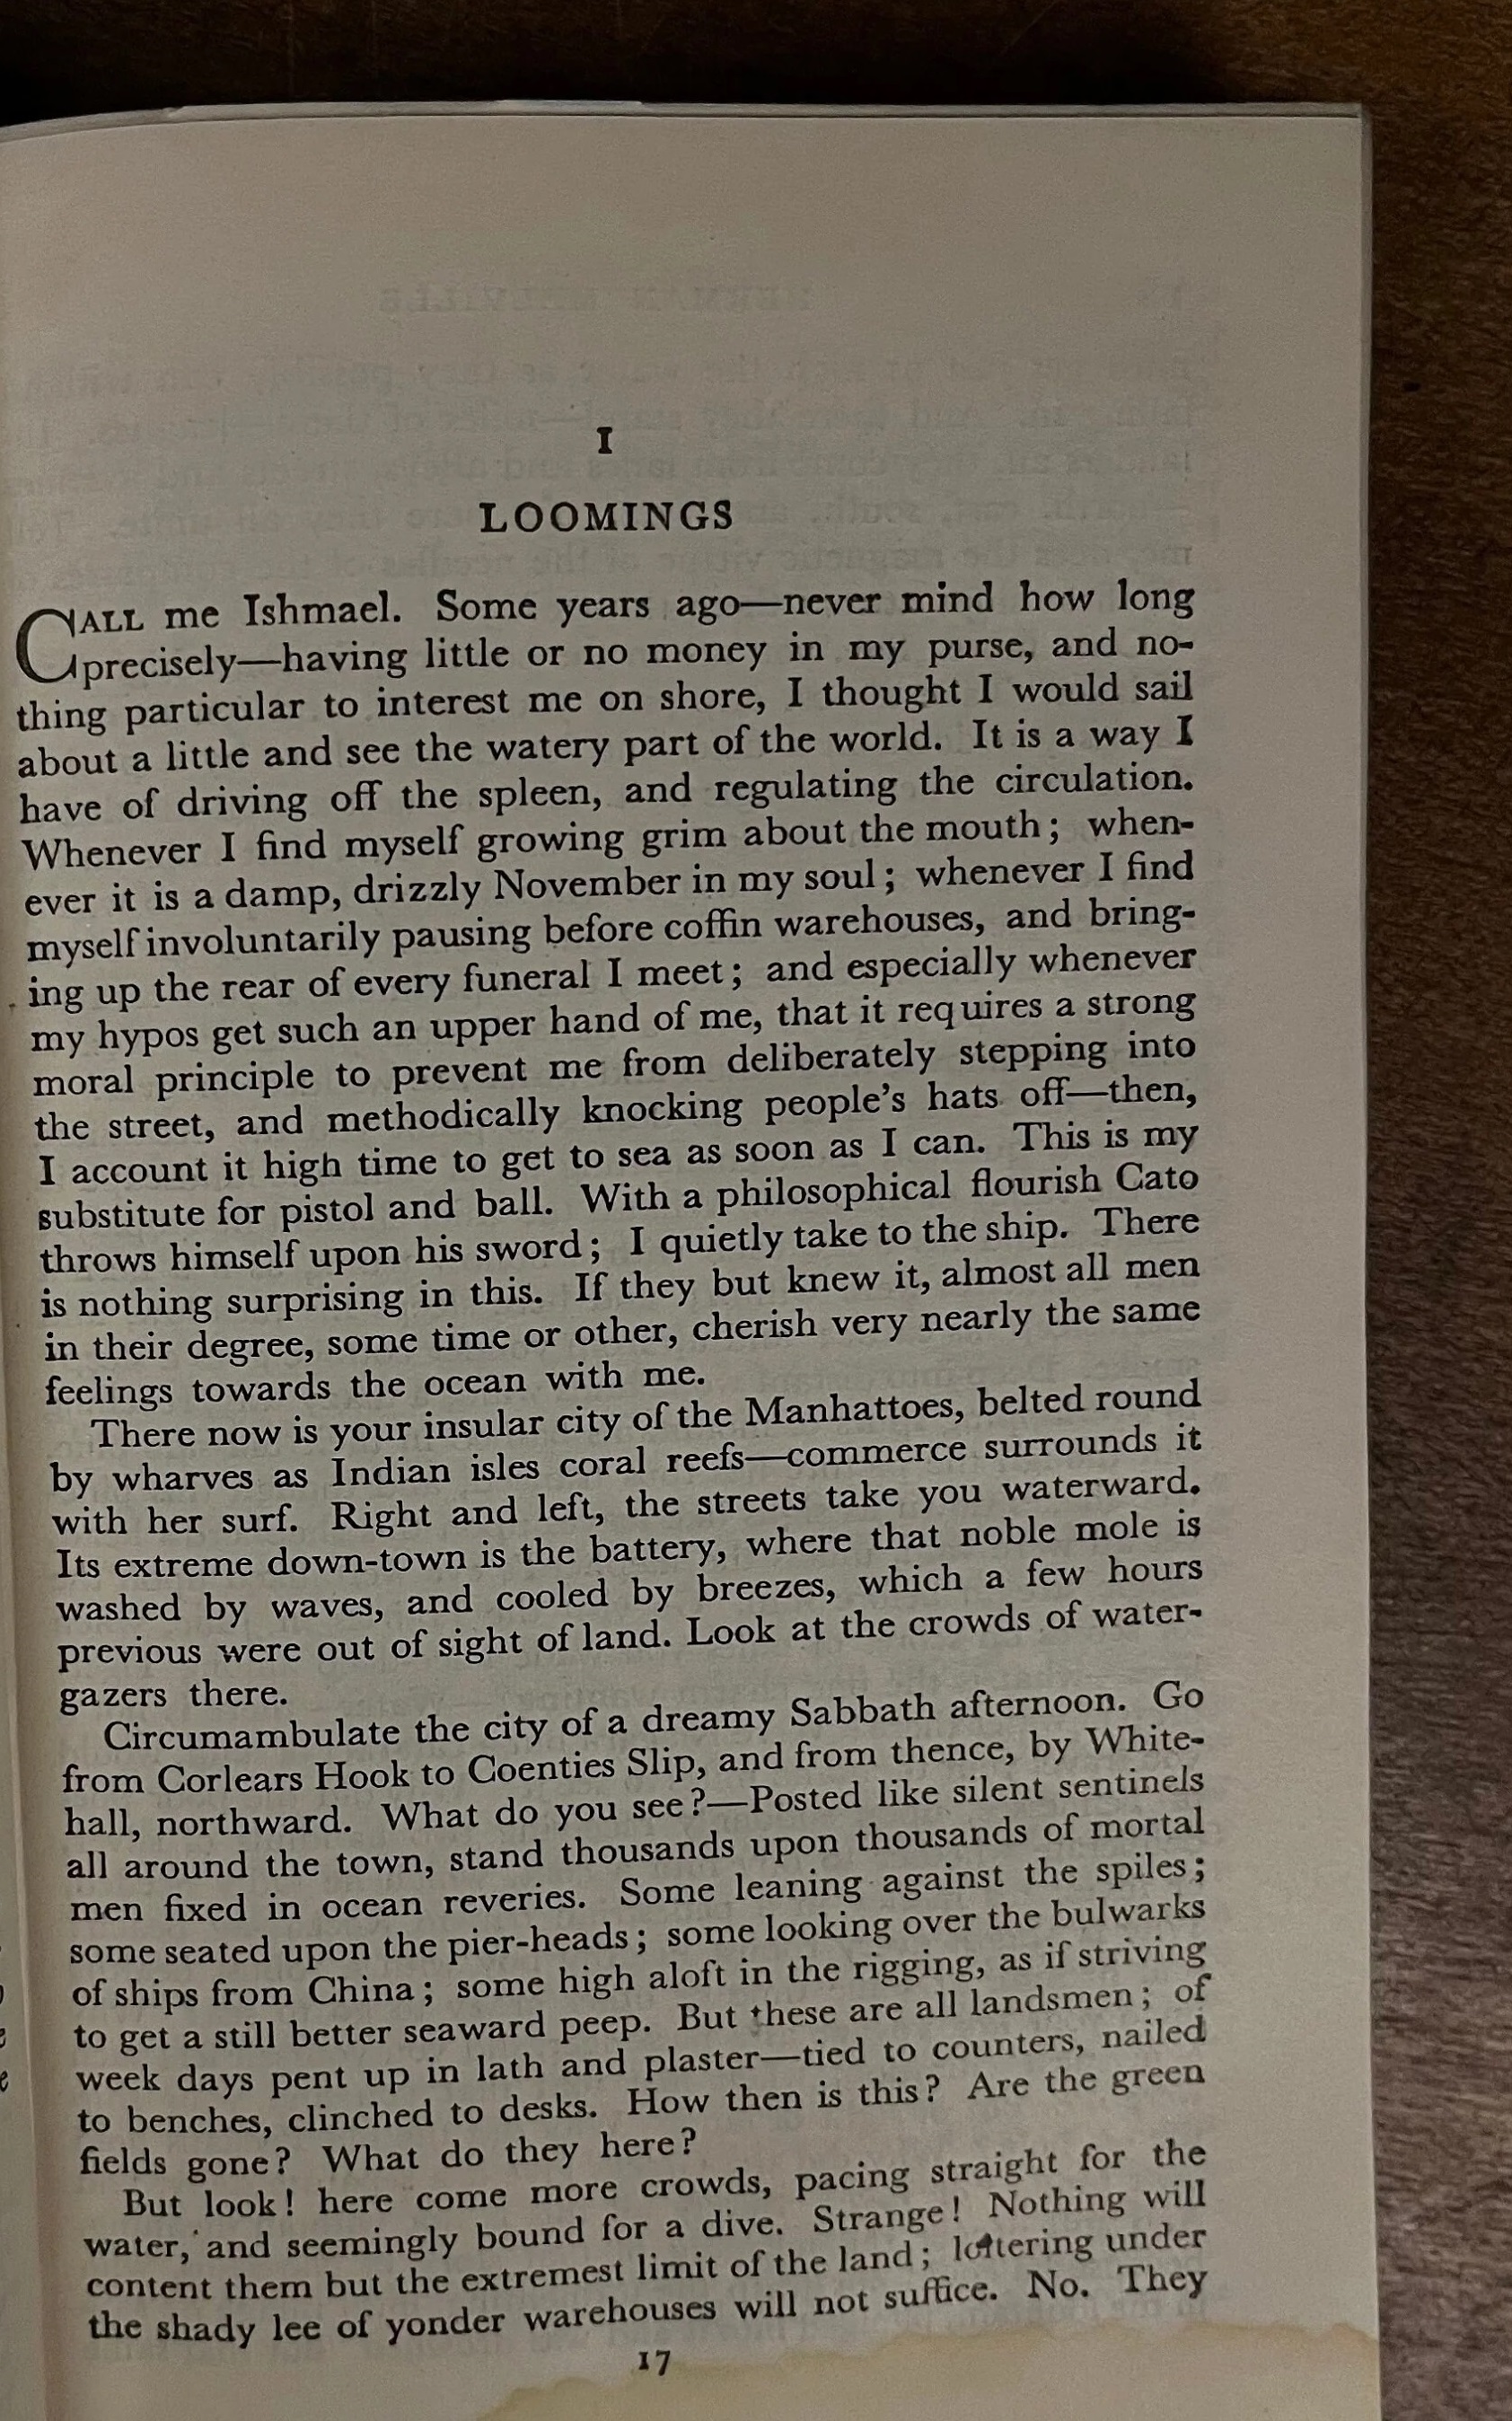 I
LOOMINGS
CALL me Ishmael. Some years ago—never mind how long
precisely—having little or no money in my purse, and no-
thing particular to interest me on shore, I thought I would sail
about a little and see the watery part of the world. It is a way I
have of driving off the spleen, and regulating the circulation.
Whenever I find myself growing grim about the mouth; when-
ever it is a damp, drizzly November in my soul; whenever I find
myself involuntarily pausing before coffin warehouses, and bring-
ing up the rear of every funeral I meet; and especially whenever
my hypos get such an upper hand of me, that it requires a strong
moral principle to prevent me from deliberately stepping into
the street, and methodically knocking people's hats off—then,
I account it high time to get to sea as soon as I can. This is my
substitute for pistol and ball. With a philosophical flourish Cato
throws himself upon his sword; I quietly take to the ship. There
is nothing surprising in this. If they but knew it, almost all men
in their degree, some time or other, cherish very nearly the same
feelings towards the ocean with me.
There now is your insular city of the Manhattoes, belted round
by wharves as Indian isles coral reefs—commerce surrounds it
with her surf. Right and left, the streets take you waterward.
Its extreme down-town is the battery, where that noble mole is
washed by waves, and cooled by breezes, which a few hours
previous were out of sight of land. Look at the crowds of water-
gazers there.
Circumambulate the city of a dreamy Sabbath afternoon. Go
from Corlears Hook to Coenties Slip, and from thence, by White-
hall, northward. What do you see?—Posted like silent sentinels
all around the town, stand thousands upon thousands of mortal
men fixed in ocean reveries. Some leaning against the spiles;
some seated upon the pier-heads; some looking over the bulwarks
of ships from China; some high aloft in the rigging, as if striving
to get a still better seaward peep. But these are all landsmen; of
week days pent up in lath and plaster—tied to counters, nailed
to benches, clinched to desks. How then is this? Are the green
fields gone? What do they here?
But look! here come more crowds, pacing straight for the
water, and seemingly bound for a dive. Strange! Nothing will
content them but the extremest limit of the land; loitering under
the shady lee of yonder warehouses will not suffice. No. They
17